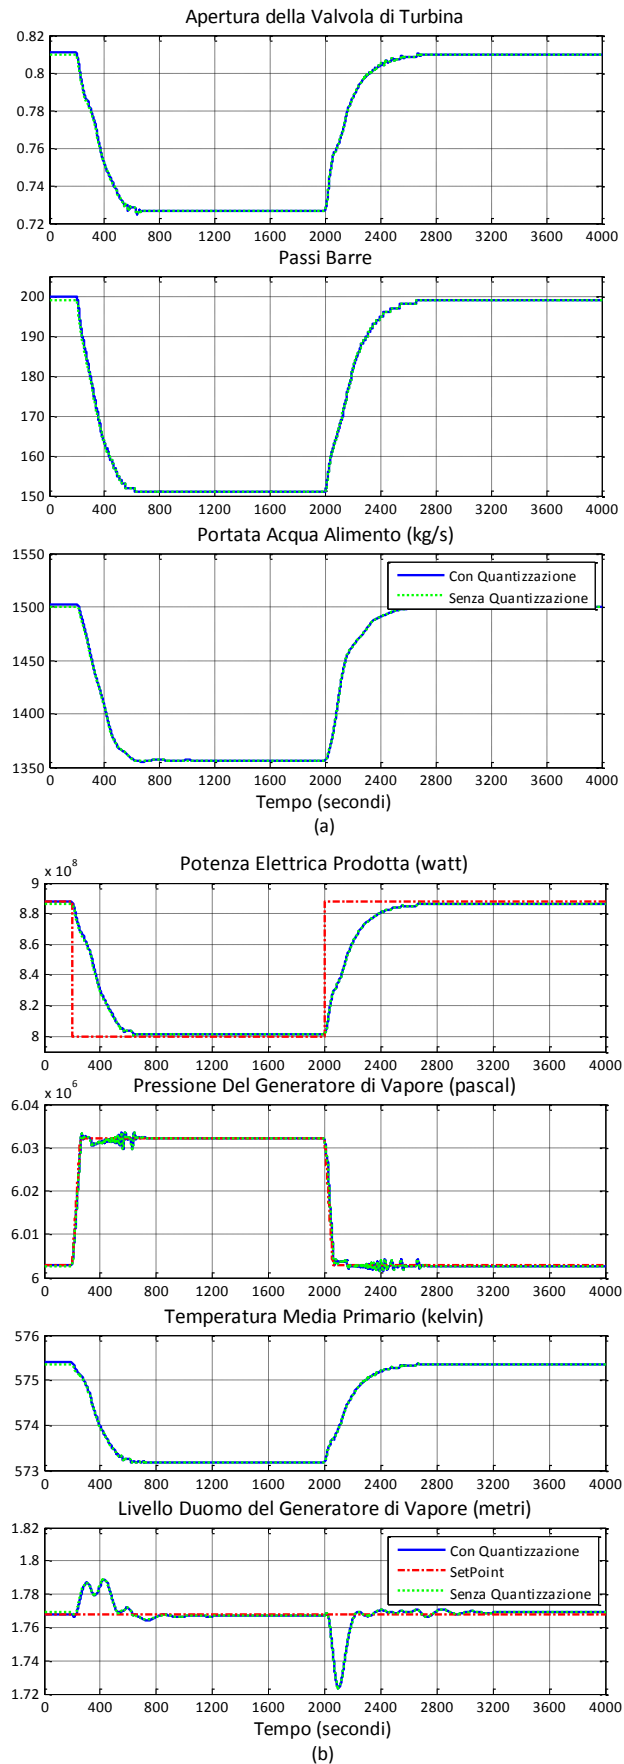 Apertura della Valvola di Turbina
0.82
0.8
0.78
0.76
0.74
0.72
0 400 800 1200 1600 2000 2400 2800 3200 3600 4000
Passi Barre
200
190
180
170
160
150
0 400 800 1200 1600 2000 2400 2800 3200 3600 4000
Portata Acqua Alimento (kg/s)
1550
1500
1450
1400
1350
Con Quantizzazione
Senza Quantizzazione
0 400 800 1200 1600 2000 2400 2800 3200 3600 4000
Tempo (secondi)
(a)
Potenza Elettrica Prodotta (watt)
x 10^8
9
8.8
8.6
8.4
8.2
8
0 400 800 1200 1600 2000 2400 2800 3200 3600 4000
Pressione Del Generatore di Vapore (pascal)
x 10^6
6.04
6.03
6.02
6.01
6
0 400 800 1200 1600 2000 2400 2800 3200 3600 4000
Temperatura Media Primario (kelvin)
576
575
574
573
0 400 800 1200 1600 2000 2400 2800 3200 3600 4000
Livello Duomo del Generatore di Vapore (metri)
1.82
1.8
1.78
1.76
1.74
1.72
Con Quantizzazione
SetPoint
Senza Quantizzazione
0 400 800 1200 1600 2000 2400 2800 3200 3600 4000
Tempo (secondi)
(b)